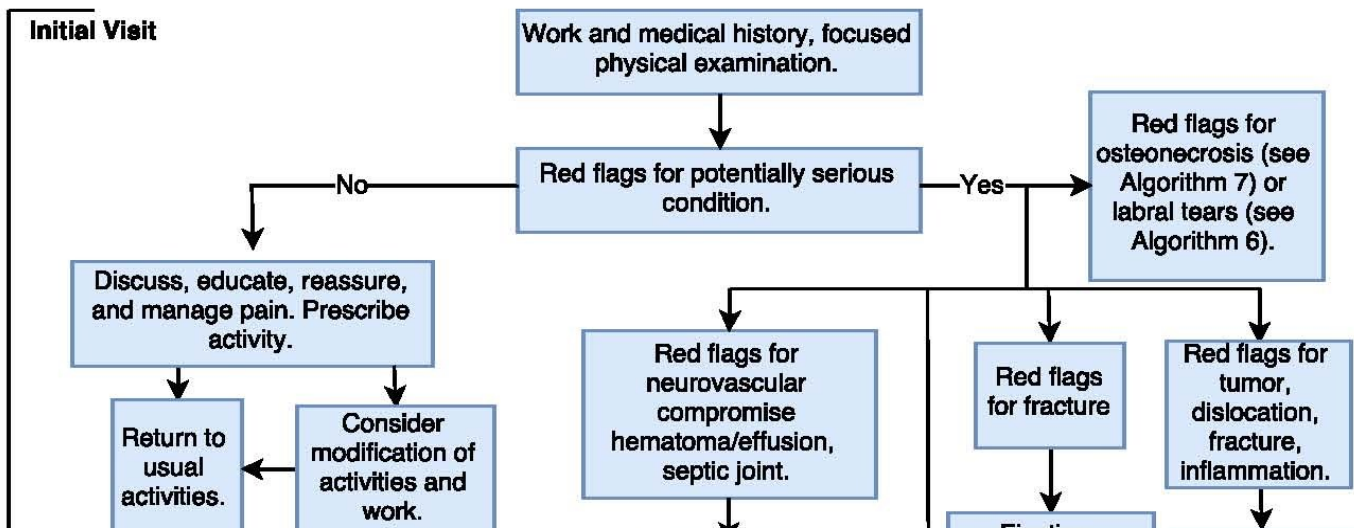 Initial Visit
Work and medical history, focused
physical examination.
Red flags for potentially serious
condition.
No
Yes
Red flags for
osteonecrosis (see
Algorithm 7) or
labral tears (see
Algorithm 6).
Discuss, educate, reassure,
and manage pain. Prescribe
activity.
Return to
usual
activities.
Consider
modification of
activities and
work.
Red flags for
neurovascular
compromise
hematoma/effusion,
septic joint.
Red flags
for fracture
Red flags for
tumor,
dislocation,
fracture,
inflammation.